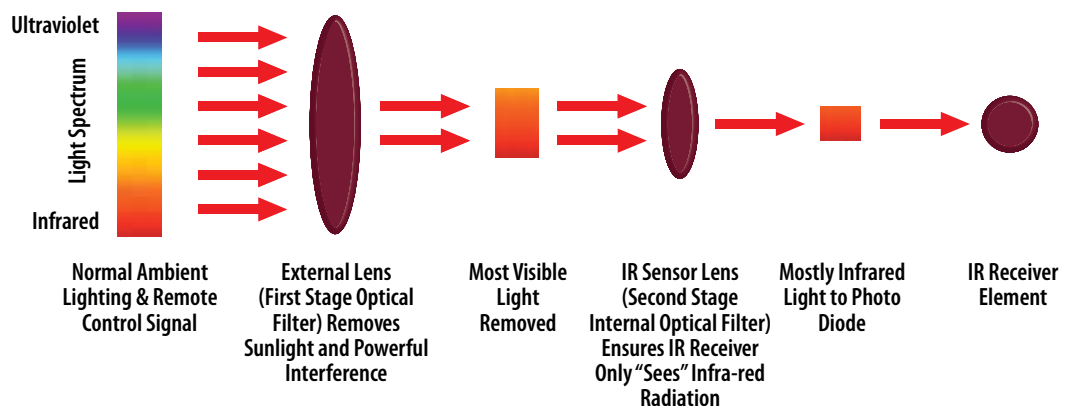 Ultraviolet
Light Spectrum
Infrared
Normal Ambient
Lighting & Remote
Control Signal
External Lens
(First Stage Optical
Filter) Removes
Sunlight and Powerful
Interference
Most Visible
Light
Removed
IR Sensor Lens
(Second Stage
Internal Optical Filter)
Ensures IR Receiver
Only “Sees” Infra-red
Radiation
Mostly Infrared
Light to Photo
Diode
IR Receiver
Element